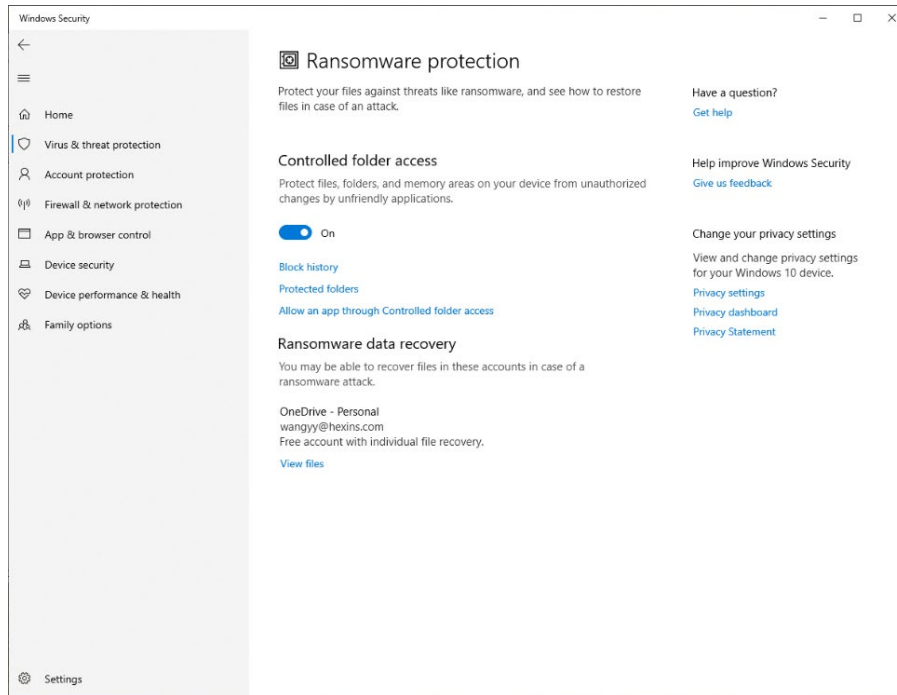 Windows Security
Home
Virus & threat protection
Account protection
Firewall & network protection
App & browser control
Device security
Device performance & health
Family options
Settings
Ransomware protection
Protect your files against threats like ransomware, and see how to restore
files in case of an attack.
Controlled folder access
Protect files, folders, and memory areas on your device from unauthorized
changes by unfriendly applications.
On
Block history
Protected folders
Allow an app through Controlled folder access
Ransomware data recovery
You may be able to recover files in these accounts in case of a
ransomware attack.
OneDrive - Personal
wangyy@hexins.com
Free account with individual file recovery.
View files
Have a question?
Get help
Help improve Windows Security
Give us feedback
Change your privacy settings
View and change privacy settings
for your Windows 10 device.
Privacy settings
Privacy dashboard
Privacy Statement